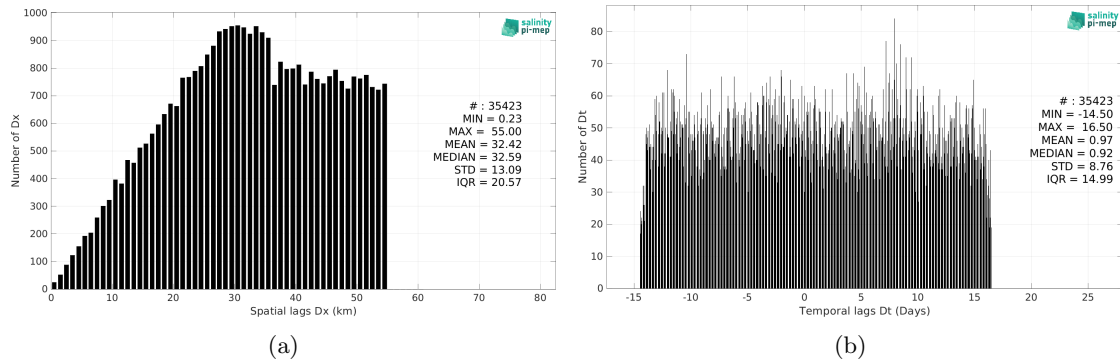 1000
900
800
700
600
500
400
300
200
100
0
Number of Dx
0 10 20 30 40 50 60 70 80
Spatial lags Dx (km)
salinity
pi-mep
# : 35423
MIN = 0.23
MAX = 55.00
MEAN = 32.42
MEDIAN = 32.59
STD = 13.09
IQR = 20.57
(a)
80
70
60
50
40
30
20
10
0
Number of Dt
-15 -10 -5 0 5 10 15 20 25
Temporal lags Dt (Days)
salinity
pi-mep
# : 35423
MIN = -14.50
MAX = 16.50
MEAN = 0.97
MEDIAN = 0.92
STD = 8.76
IQR = 14.99
(b)